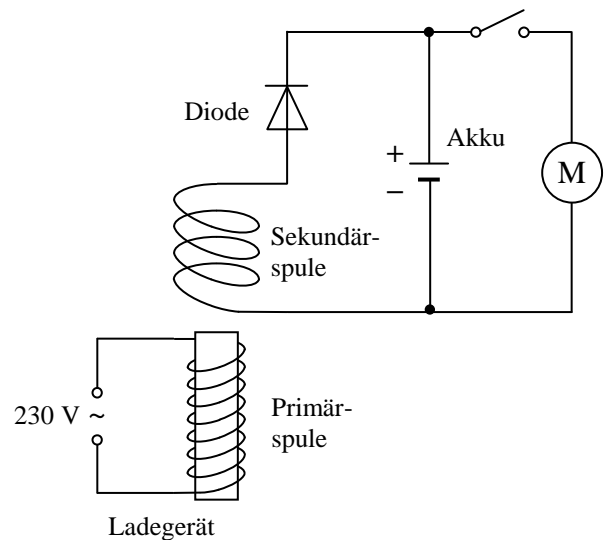 Diode
Akku
+
−
M
Sekundär-
spule
230 V ~
Primär-
spule
Ladegerät